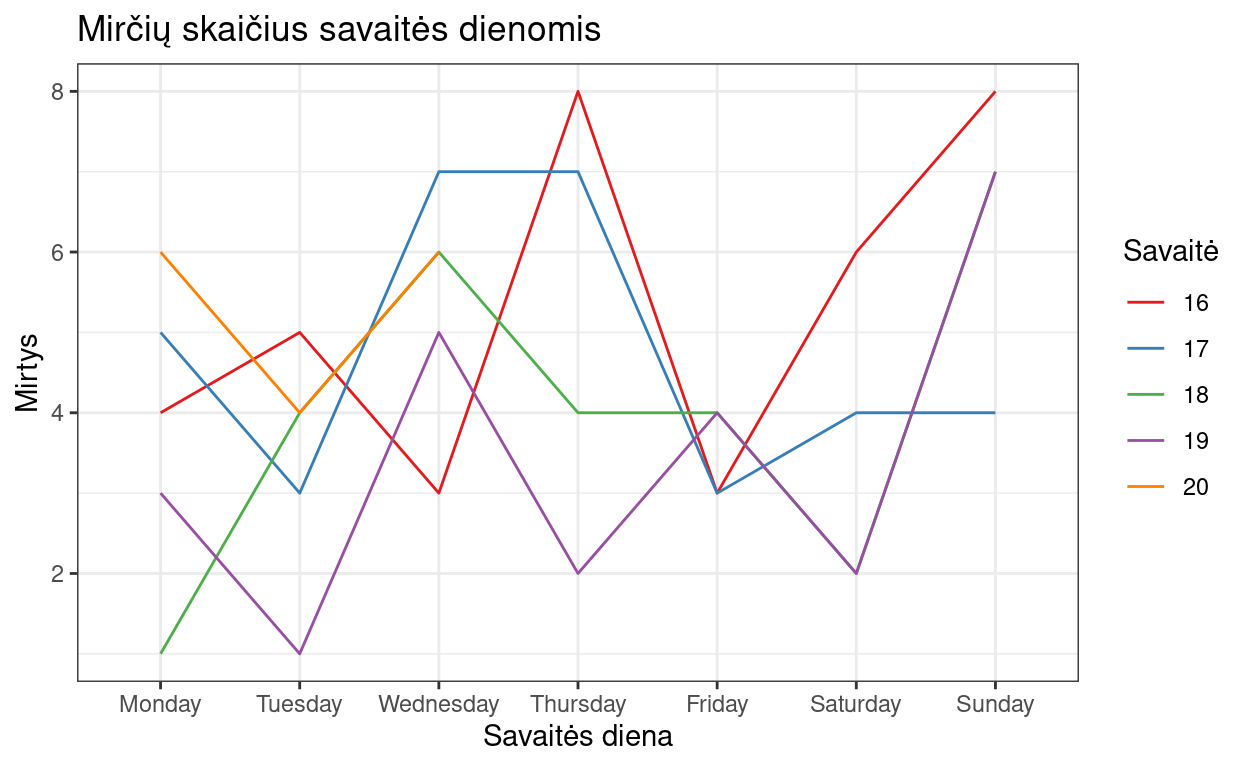 Mirčių skaičius savaitės dienomis
8
6
4
2
Mirtys
Monday Tuesday Wednesday Thursday Friday Saturday Sunday
Savaitės diena
Savaitė
16
17
18
19
20